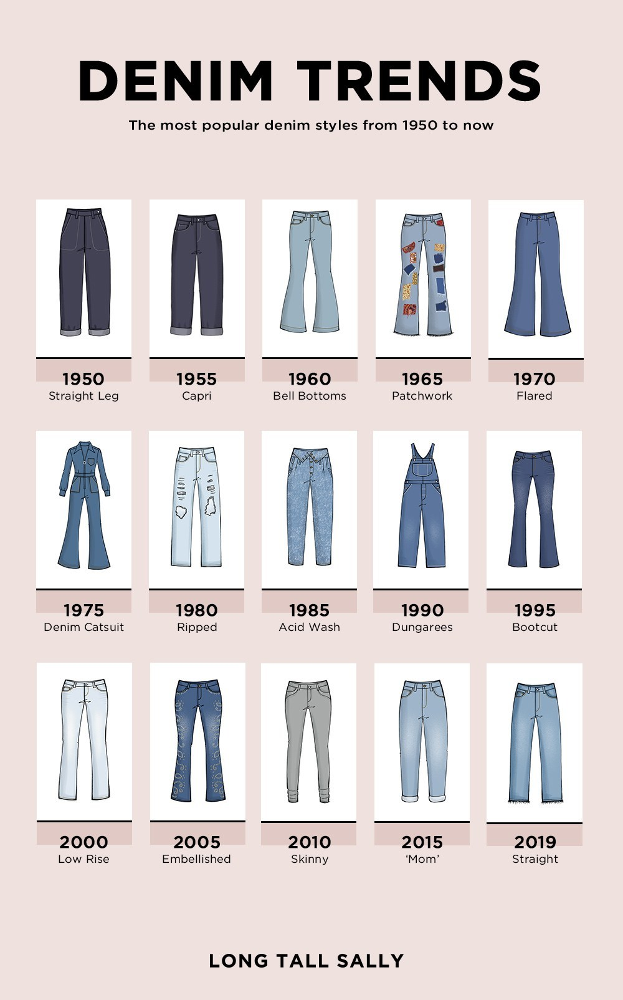 DENIM TRENDS
The most popular denim styles from 1950 to now
1950
Straight Leg
1955
Capri
1960
Bell Bottoms
1965
Patchwork
1970
Flared
1975
Denim Catsuit
1980
Ripped
1985
Acid Wash
1990
Dungarees
1995
Bootcut
2000
Low Rise
2005
Embellished
2010
Skinny
2015
‘Mom’
2019
Straight
LONG TALL SALLY